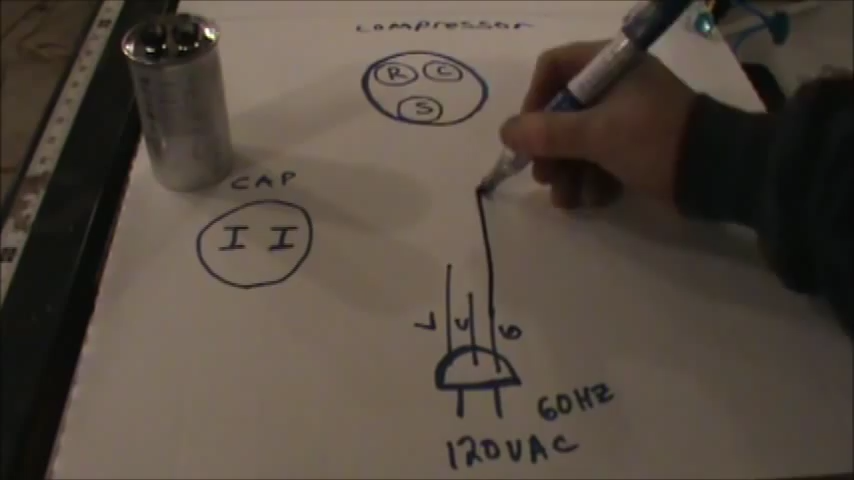 COMPRESSOR
R C
S
CAP
I I
L N G
60HZ
120VAC